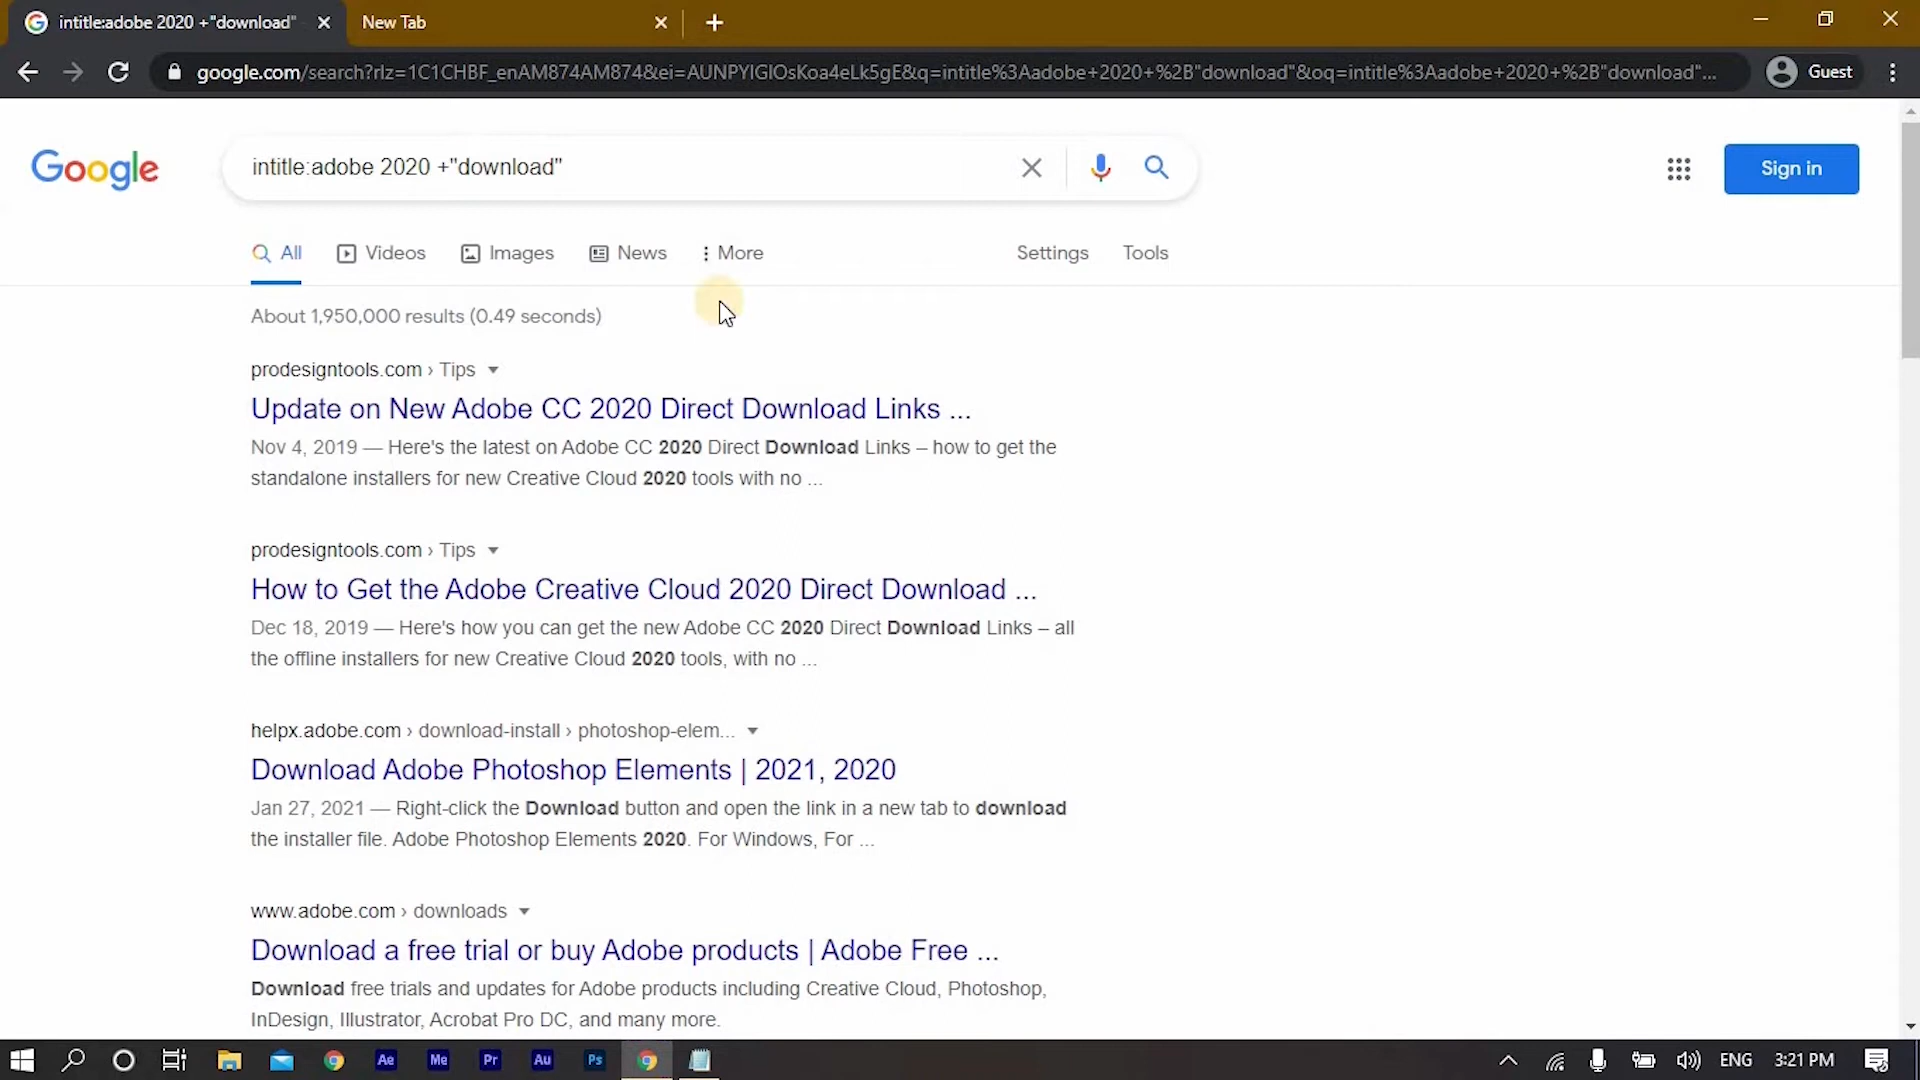 intitle:adobe 2020 +"download"
New Tab
google.com/search?rlz=1C1CHBF_enAM874AM874&ei=AUNPYIGIOsKoa4eLk5gE&q=intitle%3Aadobe+2020+%2B"download"&oq=intitle%3Aadobe+2020+%2B"download"...
Guest
Google
intitle:adobe 2020 +"download"
Sign in
All
Videos
Images
News
More
Settings
Tools
About 1,950,000 results (0.49 seconds)
prodesigntools.com › Tips
Update on New Adobe CC 2020 Direct Download Links ...
Nov 4, 2019 — Here's the latest on Adobe CC 2020 Direct Download Links – how to get the
standalone installers for new Creative Cloud 2020 tools with no ...
prodesigntools.com › Tips
How to Get the Adobe Creative Cloud 2020 Direct Download ...
Dec 18, 2019 — Here's how you can get the new Adobe CC 2020 Direct Download Links – all
the offline installers for new Creative Cloud 2020 tools, with no ...
helpx.adobe.com › download-install › photoshop-elem...
Download Adobe Photoshop Elements | 2021, 2020
Jan 27, 2021 — Right-click the Download button and open the link in a new tab to download
the installer file. Adobe Photoshop Elements 2020. For Windows, For ...
www.adobe.com › downloads
Download a free trial or buy Adobe products | Adobe Free ...
Download free trials and updates for Adobe products including Creative Cloud, Photoshop,
InDesign, Illustrator, Acrobat Pro DC, and many more.
Ae
Me
Pr
Au
Ps
ENG
3:21 PM